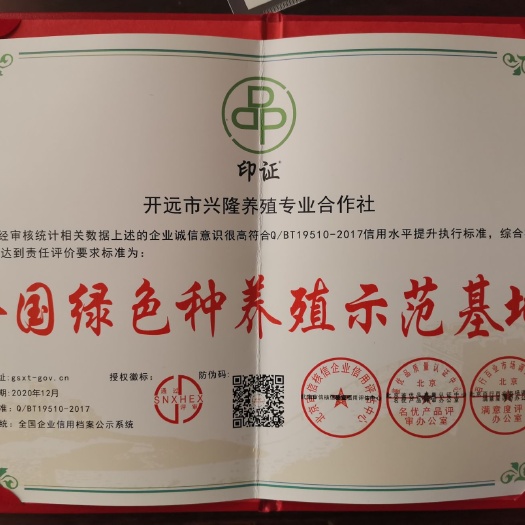 印证
开远市兴隆养殖专业合作社
经审核统计相关数据上述的企业诚信意识很高符合Q/BT19510-2017信用水平提升执行标准，综合
达到责任评价要求标准为：
国绿色种养殖示范基地
址:gsxt-gov.cn
授权徽标：
防伪码:
期:2020年12月
准: Q/BT19510-2017
统: 全国企业信用档案公示系统
SNXHEX
北京
名优产品评
审办公室
北京
满意度评
办公室